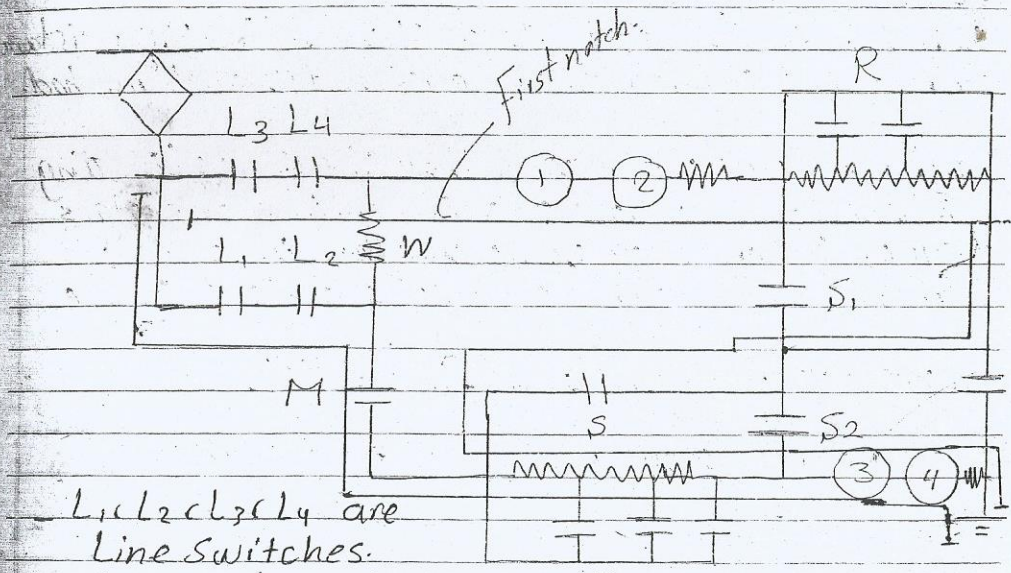 First notch.
R
L3 L4
1
2
L1 L2
W
S1
M
S
S2
3
4
L1, L2, L3, L4 are
Line Switches.